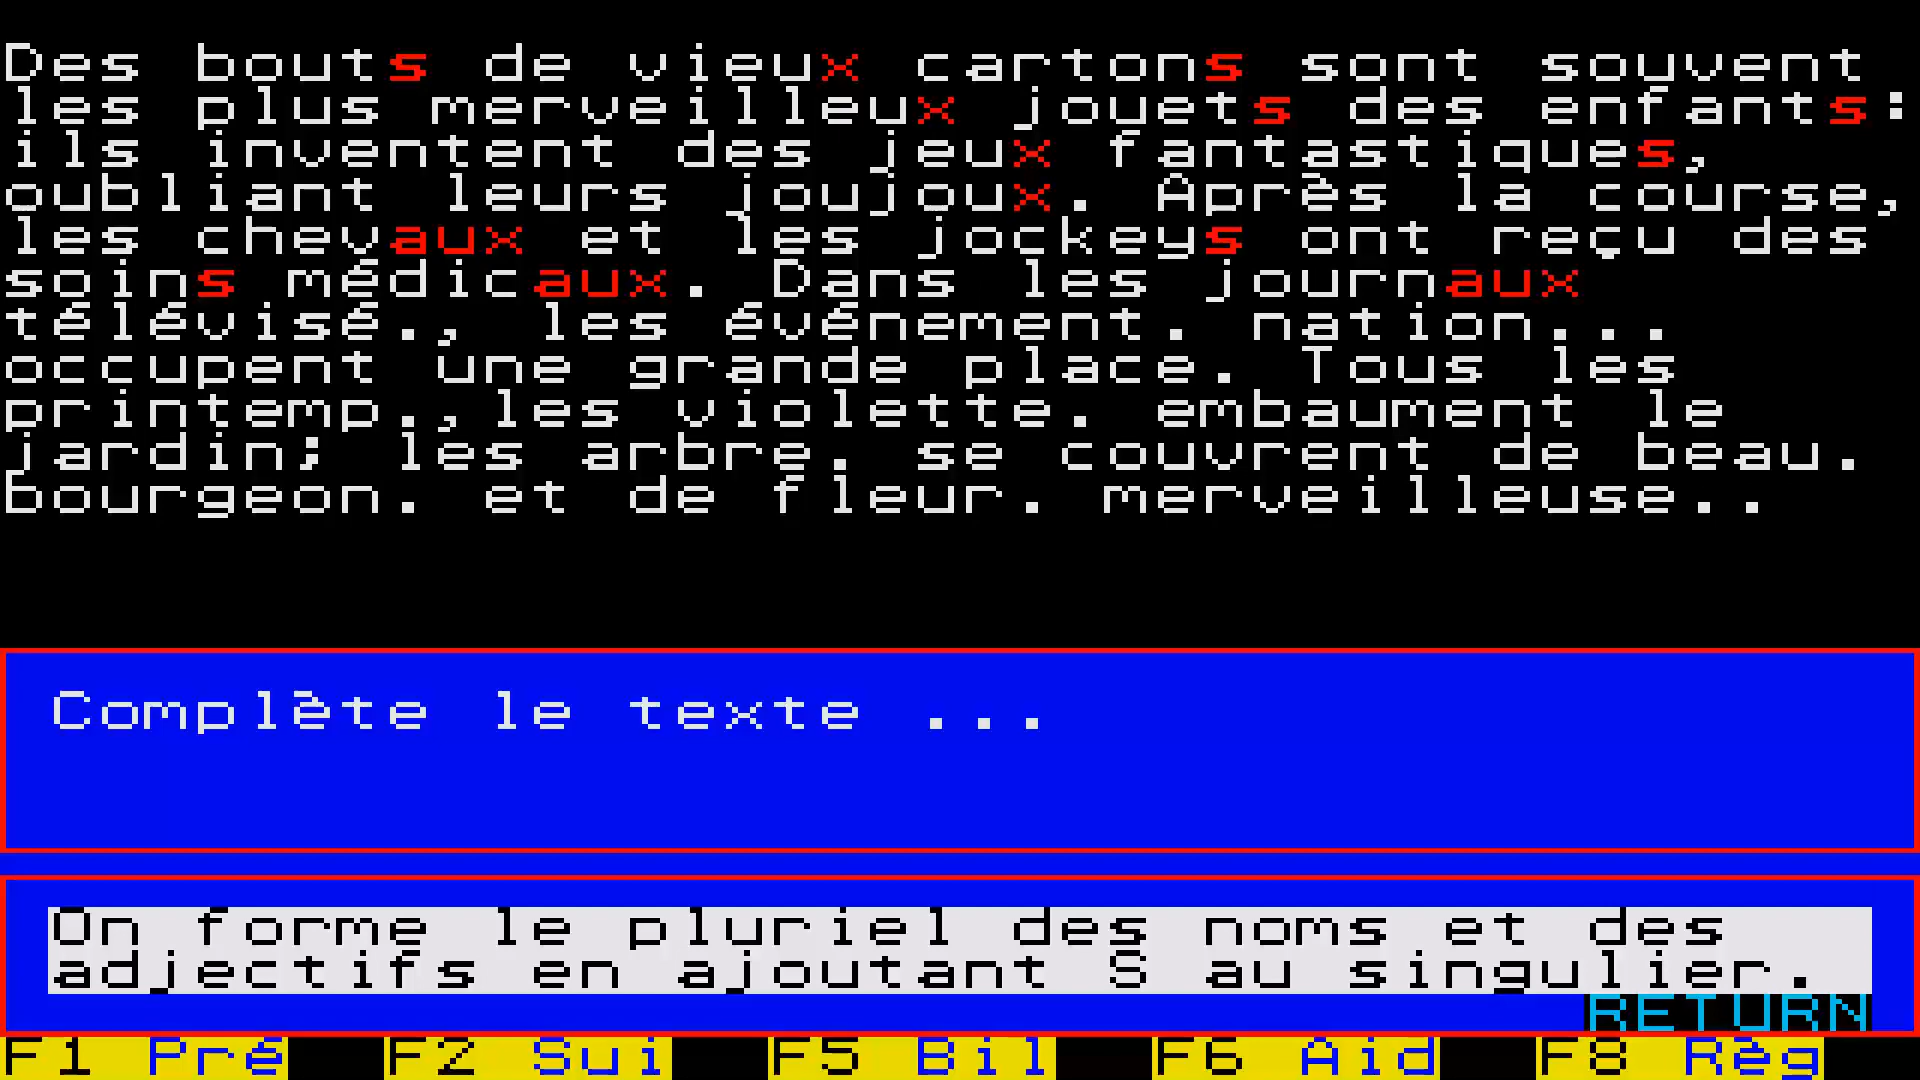 Des bouts de vieux cartons sont souvent
les plus merveilleux jouets des enfants:
ils inventent des jeux fantastiques,
oubliant leurs joujoux. Après la course,
les chevaux et les jockeys ont reçu des
soins médicaux. Dans les journaux
télévisé., les événement. nation...
occupent une grande place. Tous les
printemp.,les violette. embaument le
jardin; les arbre. se couvrent de beau.
bourgeon. et de fleur. merveilleuse..
Complète le texte ...
On forme le pluriel des noms et des
adjectifs en ajoutant S au singulier.
RETURN
F1 Pré F2 Sui F5 Bil F6 Aid F8 Règ